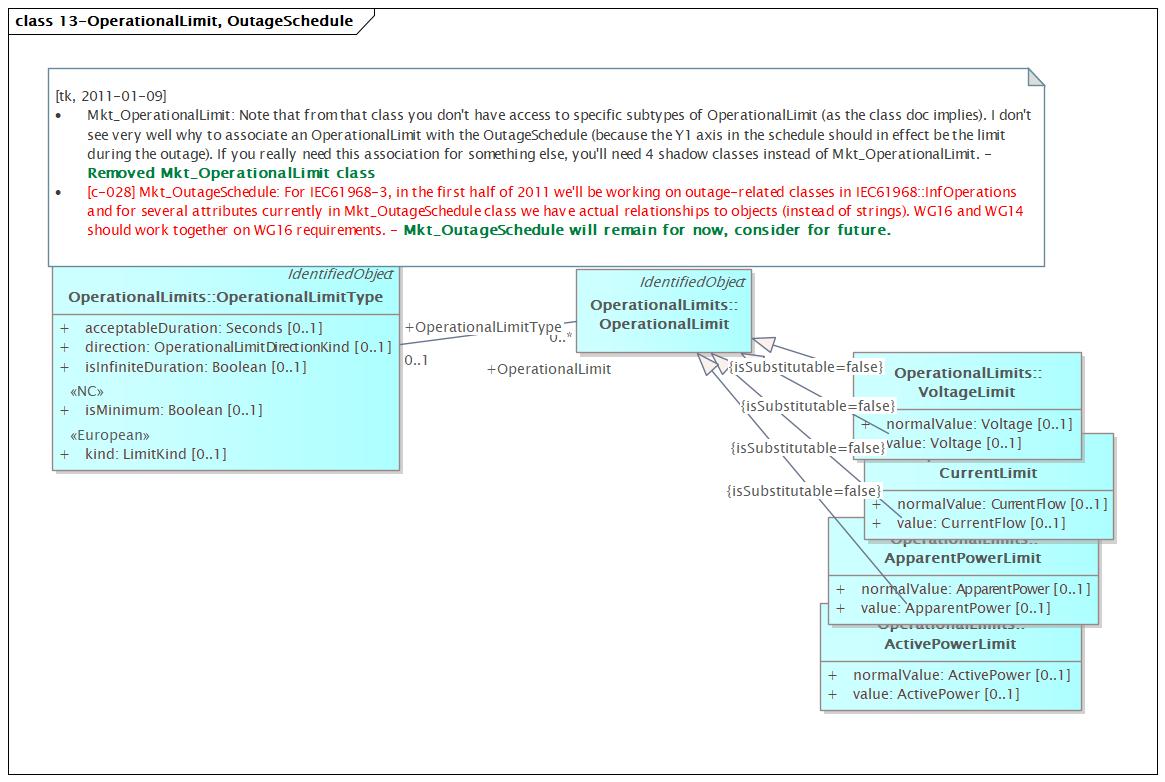 class 13-OperationalLimit, OutageSchedule
[tk, 2011-01-09]
• Mkt_OperationalLimit: Note that from that class you don't have access to specific subtypes of OperationalLimit (as the class doc implies). I don't
see very well why to associate an OperationalLimit with the OutageSchedule (because the Y1 axis in the schedule should in effect be the limit
during the outage). If you really need this association for something else, you'll need 4 shadow classes instead of Mkt_OperationalLimit. –
Removed Mkt_OperationalLimit class
• [c-028] Mkt_OutageSchedule: For IEC61968-3, in the first half of 2011 we'll be working on outage-related classes in IEC61968::InfOperations
and for several attributes currently in Mkt_OutageSchedule class we have actual relationships to objects (instead of strings). WG16 and WG14
should work together on WG16 requirements. – Mkt_OutageSchedule will remain for now, consider for future.
IdentifiedObject
OperationalLimits::OperationalLimitType
+ acceptableDuration: Seconds [0..1]
+ direction: OperationalLimitDirectionKind [0..1]
+ isInfiniteDuration: Boolean [0..1]
«NC»
+ isMinimum: Boolean [0..1]
«European»
+ kind: LimitKind [0..1]
+OperationalLimitType
0..1
0..*
+OperationalLimit
IdentifiedObject
OperationalLimits::
OperationalLimit
{isSubstitutable=false}
{isSubstitutable=false}
{isSubstitutable=false}
{isSubstitutable=false}
OperationalLimits::
VoltageLimit
+ normalValue: Voltage [0..1]
value: Voltage [0..1]
CurrentLimit
+ normalValue: CurrentFlow [0..1]
+ value: CurrentFlow [0..1]
OperationalLimits::
ApparentPowerLimit
+ normalValue: ApparentPower [0..1]
+ value: ApparentPower [0..1]
OperationalLimits::
ActivePowerLimit
+ normalValue: ActivePower [0..1]
+ value: ActivePower [0..1]